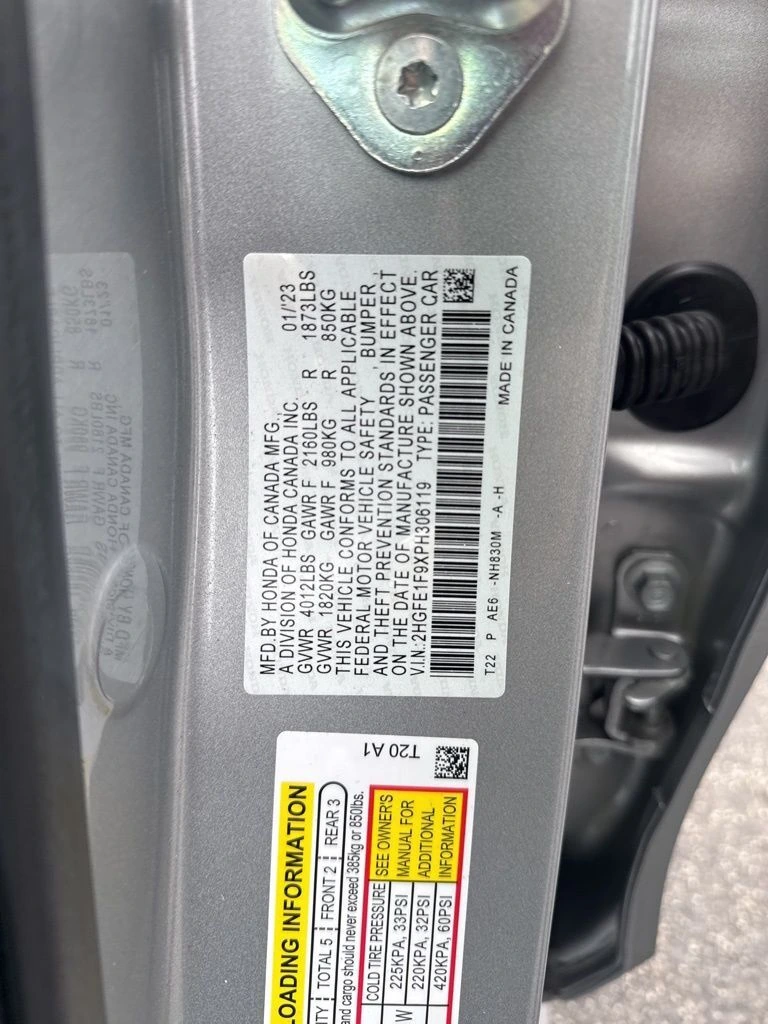 MFD.BY HONDA OF CANADA MFG.,
A DIVISION OF HONDA CANADA INC. 01/'23
GVWR 4012LBS GAWR F 2160LBS R 1873LBS
GVWR 1820KG GAWR F 980KG R 850KG
THIS VEHICLE CONFORMS TO ALL APPLICABLE
FEDERAL MOTOR VEHICLE SAFETY, BUMPER,
AND THEFT PREVENTION STANDARDS IN EFFECT
ON THE DATE OF MANUFACTURE SHOWN ABOVE.
V.I.N.:2HGFE1F9XPH306119 TYPE: PASSENGER CAR
MADE IN CANADA
T22 P AE6 -NH830M -A -H
T20 A1
LOADING INFORMATION
TOTAL 5 FRONT 2 REAR 3
and cargo should never exceed 385kg or 850lbs.
COLD TIRE PRESSURE SEE OWNER'S
225KPA, 33PSI MANUAL FOR
220KPA, 32PSI ADDITIONAL
420KPA, 60PSI INFORMATION